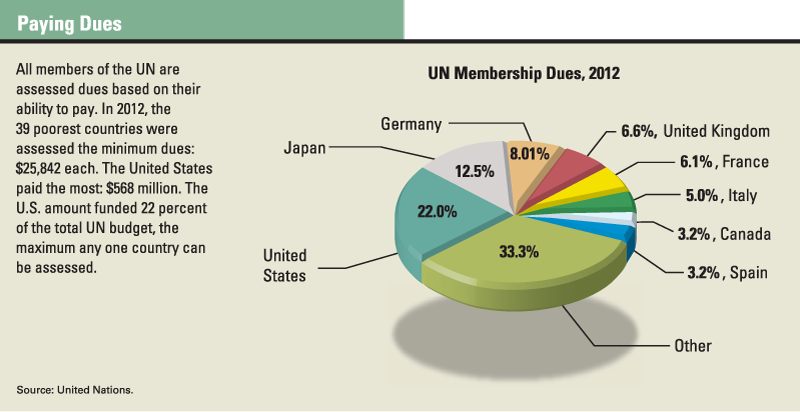 Paying Dues
All members of the UN are
assessed dues based on their
ability to pay. In 2012, the
39 poorest countries were
assessed the minimum dues:
$25,842 each. The United States
paid the most: $568 million. The
U.S. amount funded 22 percent
of the total UN budget, the
maximum any one country can
be assessed.
UN Membership Dues, 2012
Germany
8.01%
6.6%, United Kingdom
Japan
12.5%
6.1%, France
5.0%, Italy
22.0%
3.2%, Canada
United
States
33.3%
3.2%, Spain
Other
Source: United Nations.